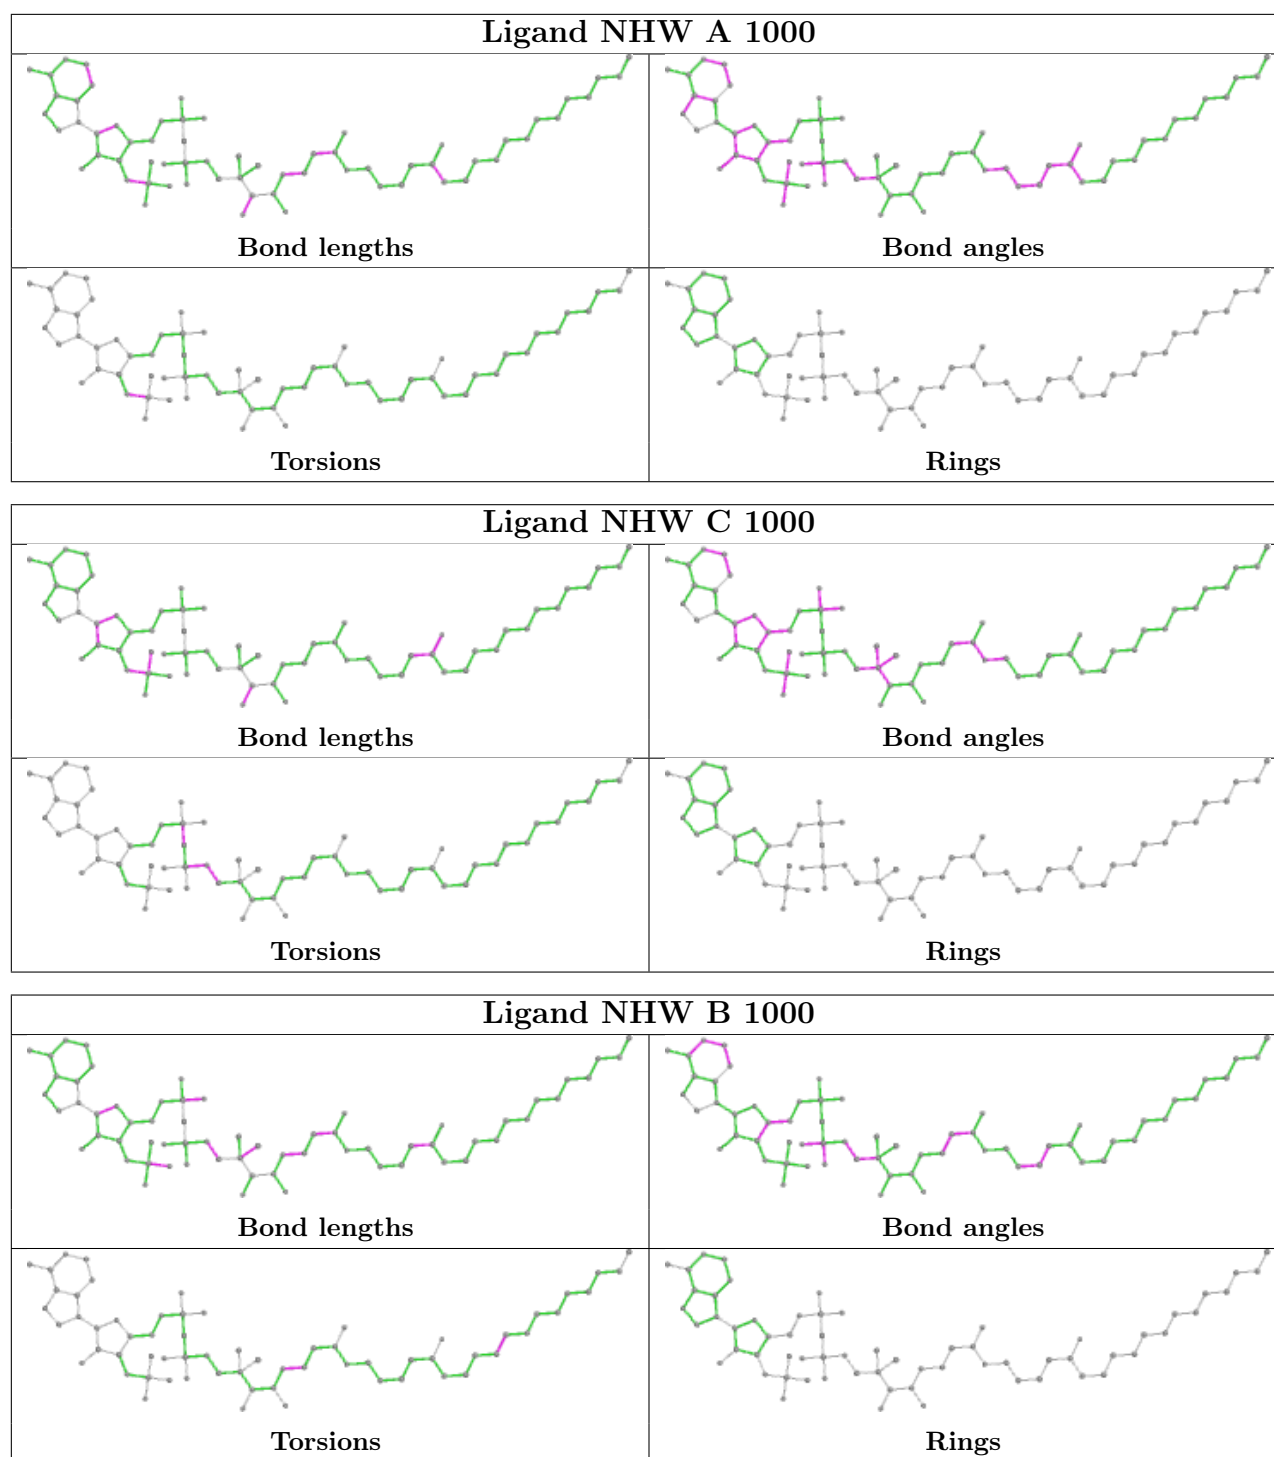 Ligand NHW A 1000
Bond lengths
Bond angles
Torsions
Rings
Ligand NHW C 1000
Bond lengths
Bond angles
Torsions
Rings
Ligand NHW B 1000
Bond lengths
Bond angles
Torsions
Rings